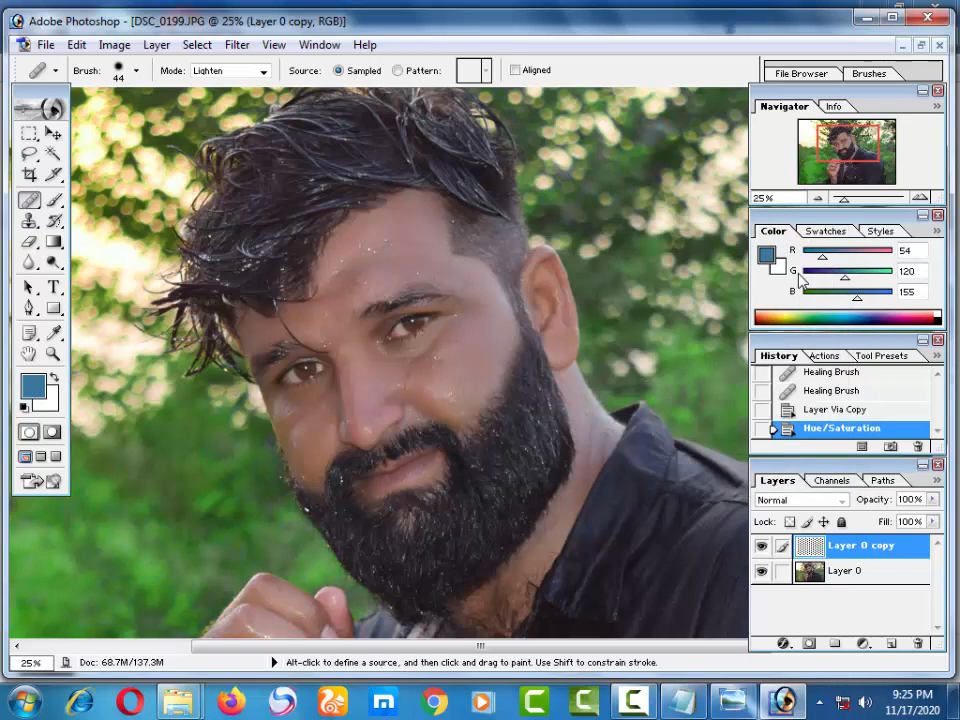 Adobe Photoshop - [DSC_0199.JPG @ 25% (Layer 0 copy, RGB)]
File Edit Image Layer Select Filter View Window Help
Brush: 44 Mode: Lighten Source: Sampled Pattern: Aligned
File Browser Brushes
Navigator Info
25%
Color Swatches Styles
R 54
G 120
B 155
History Actions Tool Presets
Healing Brush
Healing Brush
Layer Via Copy
Hue/Saturation
Layers Channels Paths
Normal Opacity: 100%
Lock: Fill: 100%
Layer 0 copy
Layer 0
25% Doc: 68.7M/137.3M Alt-click to define a source, and then click and drag to paint. Use Shift to constrain stroke.
9:25 PM
11/17/2020